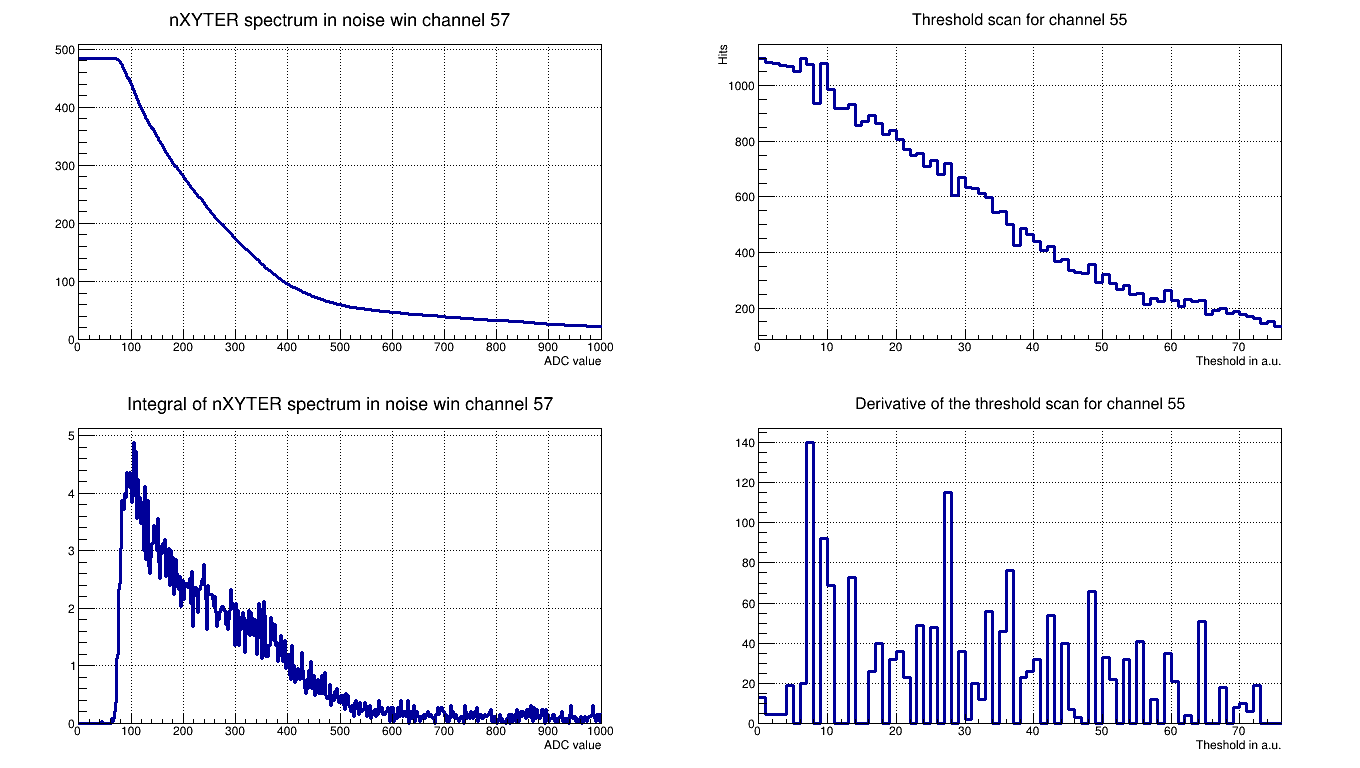 nXYTER spectrum in noise win channel 57
500
400
300
200
100
0
0 100 200 300 400 500 600 700 800 900 1000
ADC value
Threshold scan for channel 55
Hits
1000
800
600
400
200
0 10 20 30 40 50 60 70
Theshold in a.u.
Integral of nXYTER spectrum in noise win channel 57
5
4
3
2
1
0
0 100 200 300 400 500 600 700 800 900 1000
ADC value
Derivative of the threshold scan for channel 55
140
120
100
80
60
40
20
0
0 10 20 30 40 50 60 70
Theshold in a.u.